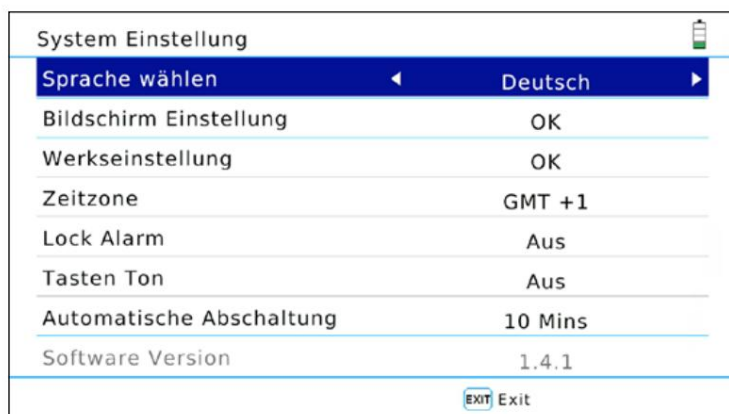 System Einstellung
Sprache wählen Deutsch
Bildschirm Einstellung OK
Werkseinstellung OK
Zeitzone GMT +1
Lock Alarm Aus
Tasten Ton Aus
Automatische Abschaltung 10 Mins
Software Version 1.4.1
EXIT Exit